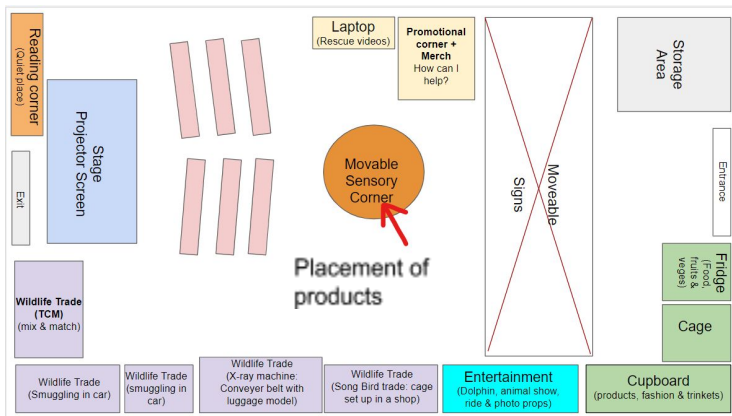 Reading corner
(Quiet place)
Stage
Projector Screen
Exit
Laptop
(Rescue videos)
Promotional
corner +
Merch
How can I
help?
Movable
Sensory
Corner
Placement of
products
Signs
Moveable
Storage
Area
Entrance
Fridge
(Food,
fruits &
veges)
Cage
Cupboard
(products, fashion & trinkets)
Entertainment
(Dolphin, animal show,
ride & photo props)
Wildlife Trade
(Song Bird trade: cage
set up in a shop)
Wildlife Trade
(X-ray machine:
Conveyer belt with
luggage model)
Wildlife Trade
(smuggling in
car)
Wildlife Trade
(Smuggling in car)
Wildlife Trade
(TCM)
(mix & match)